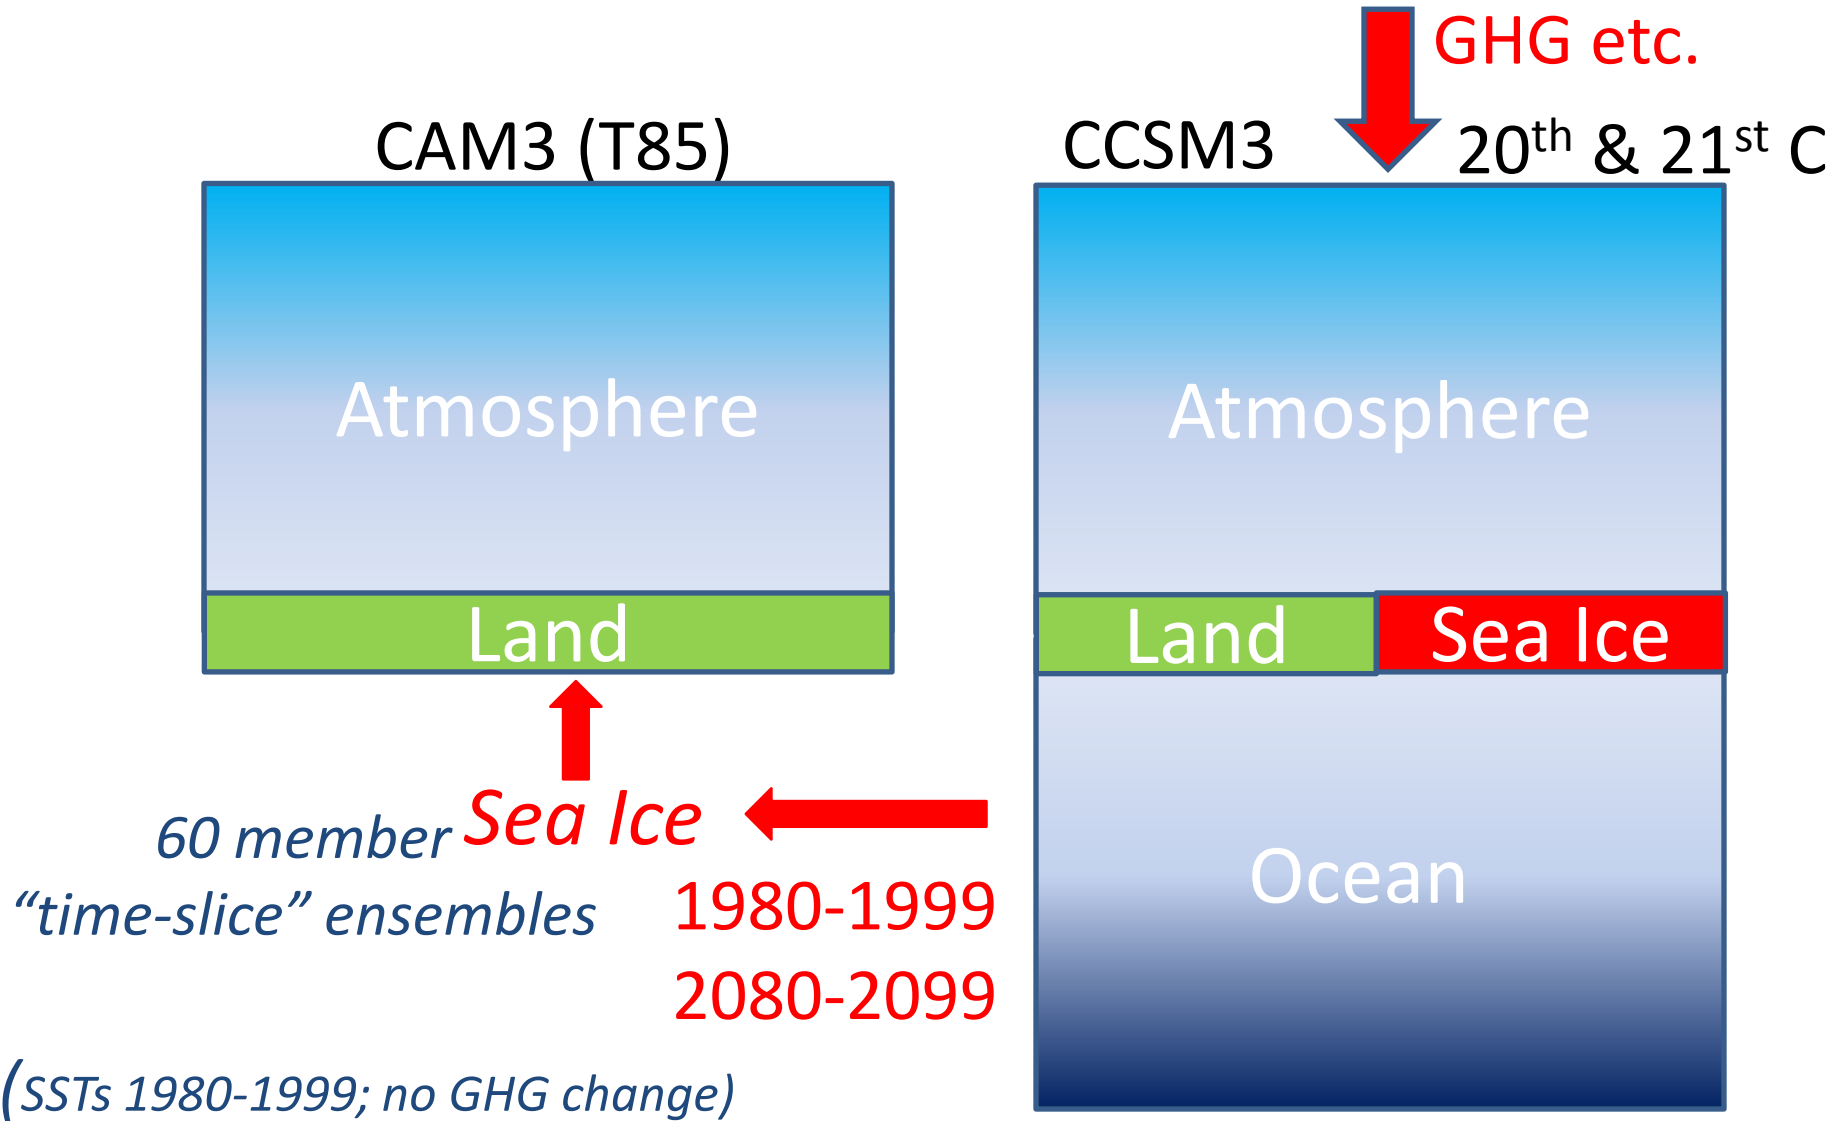 GHG etc.
CAM3 (T85)
CCSM3
20th & 21st C
Atmosphere
Atmosphere
Land
Land
Sea Ice
60 member Sea Ice
“time-slice” ensembles
1980-1999
2080-2099
Ocean
(SSTs 1980-1999; no GHG change)